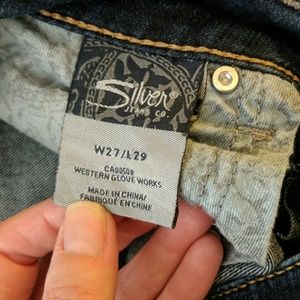 Silver
JEANS CO.
W27/L29
CA00508
WESTERN GLOVE WORKS
MADE IN CHINA/
FABRIQUÉ EN CHINE